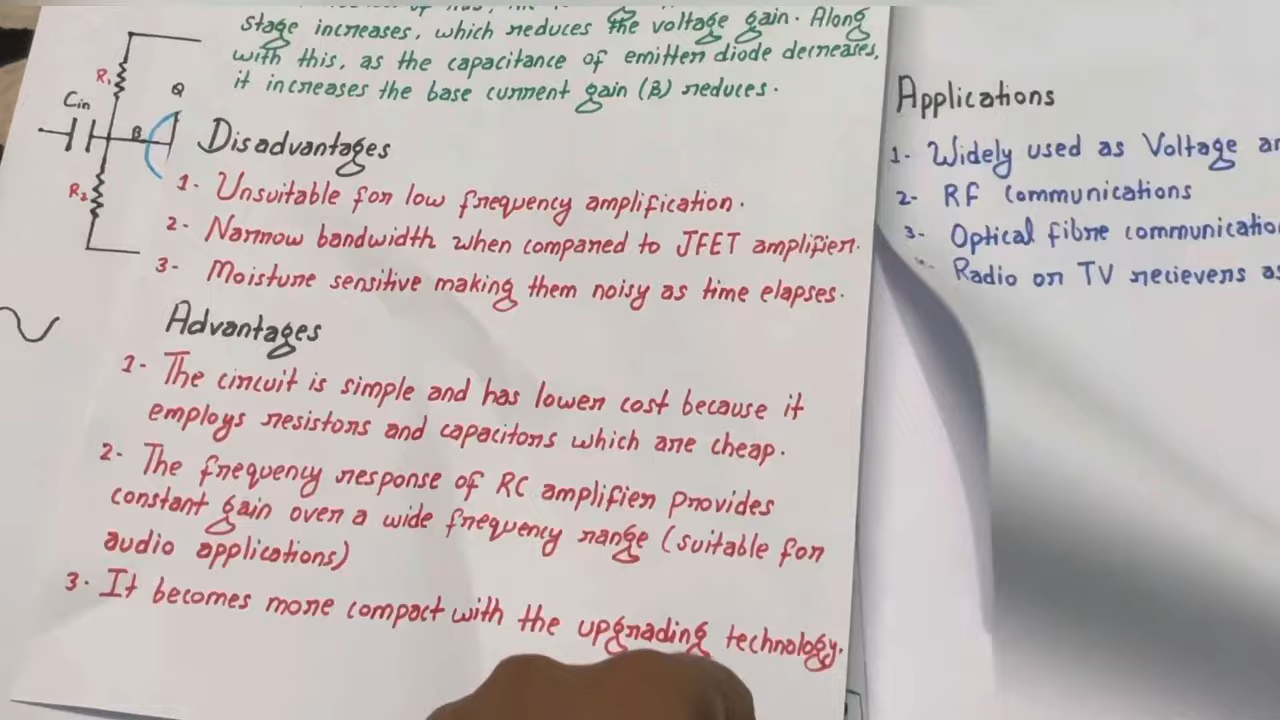 stage increases, which reduces the voltage gain. Along
with this, as the capacitance of emitter diode decreases,
it increases the base current gain (β) reduces.
R₁
Q
Cin
B
R₂
Disadvantages
1- Unsuitable for low frequency amplification.
2- Narrow bandwidth when compared to JFET amplifier.
3- Moisture sensitive making them noisy as time elapses.
Advantages
1- The circuit is simple and has lower cost because it
employs resistors and capacitors which are cheap.
2- The frequency response of RC amplifier provides
constant gain over a wide frequency range (suitable for
audio applications)
3- It becomes more compact with the upgrading technology.
Applications
1- Widely used as Voltage
2- RF Communications
3- Optical fibre
Radio or TV recievers